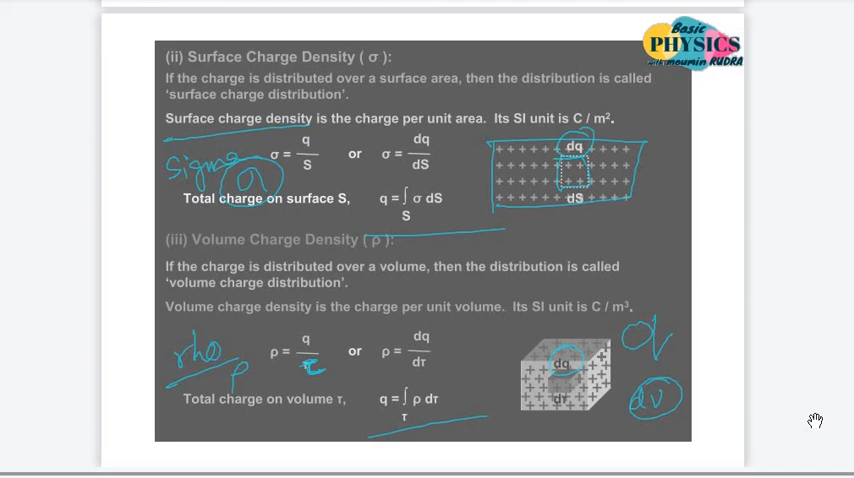 Basic
PHYSICS
with moumin RUDRA
(ii) Surface Charge Density ( σ ):
If the charge is distributed over a surface area, then the distribution is called
‘surface charge distribution’.
Surface charge density is the charge per unit area. Its SI unit is C / m².
σ = q / S or σ = dq / dS
sigma
σ
dq
dS
Total charge on surface S, q = ∫ σ dS
S
(iii) Volume Charge Density ( ρ ):
If the charge is distributed over a volume, then the distribution is called
‘volume charge distribution’.
Volume charge density is the charge per unit volume. Its SI unit is C / m³.
ρ = q / τ or ρ = dq / dτ
rho
ρ
dq
dτ
dv
Total charge on volume τ, q = ∫ ρ dτ
τ